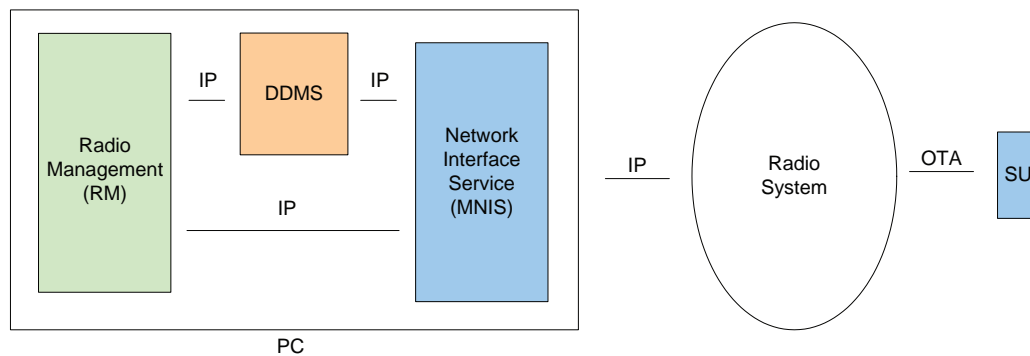 IP
IP
DDMS
Radio
Management
(RM)
Network
Interface
Service
(MNIS)
IP
IP
Radio
System
OTA
SU
PC